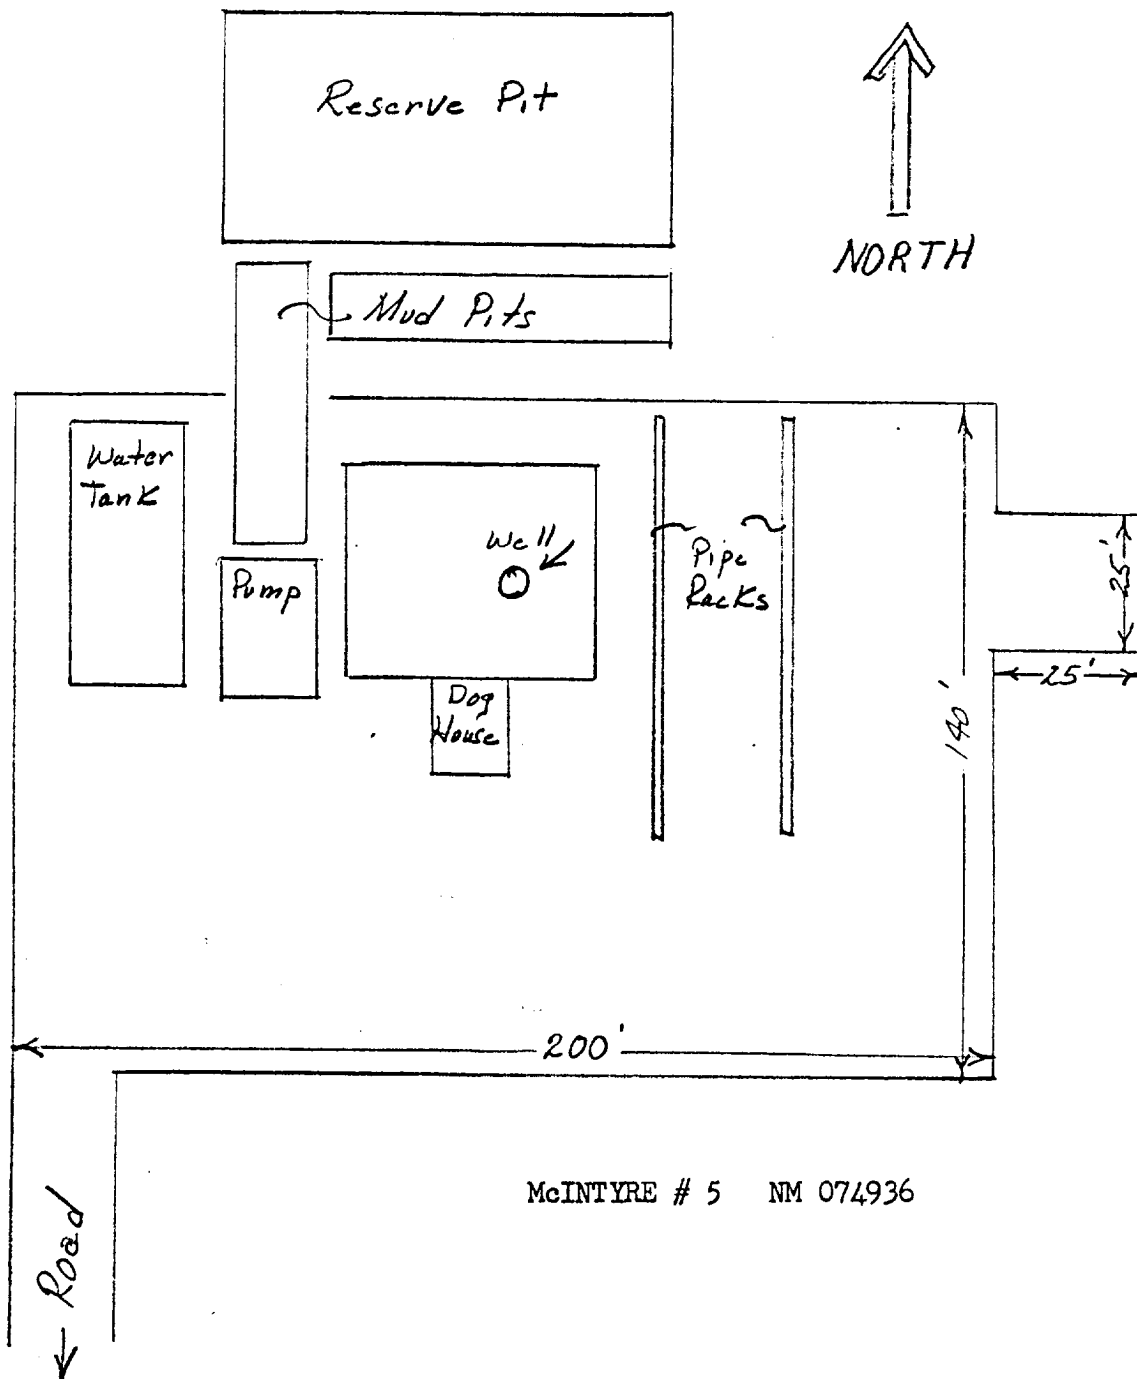 Reserve Pit
NORTH
Mud Pits
Water
Tank
Well
Pump
Pipe
Racks
25'
25'
Dog
House
140'
200'
McINTYRE # 5 NM 074936
Road